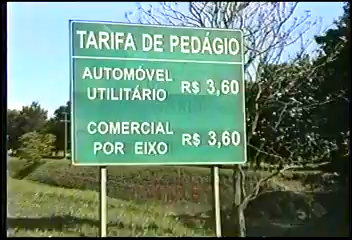 TARIFA DE PEDÁGIO
AUTOMÓVEL
UTILITÁRIO R$ 3,60
COMERCIAL
POR EIXO R$ 3,60